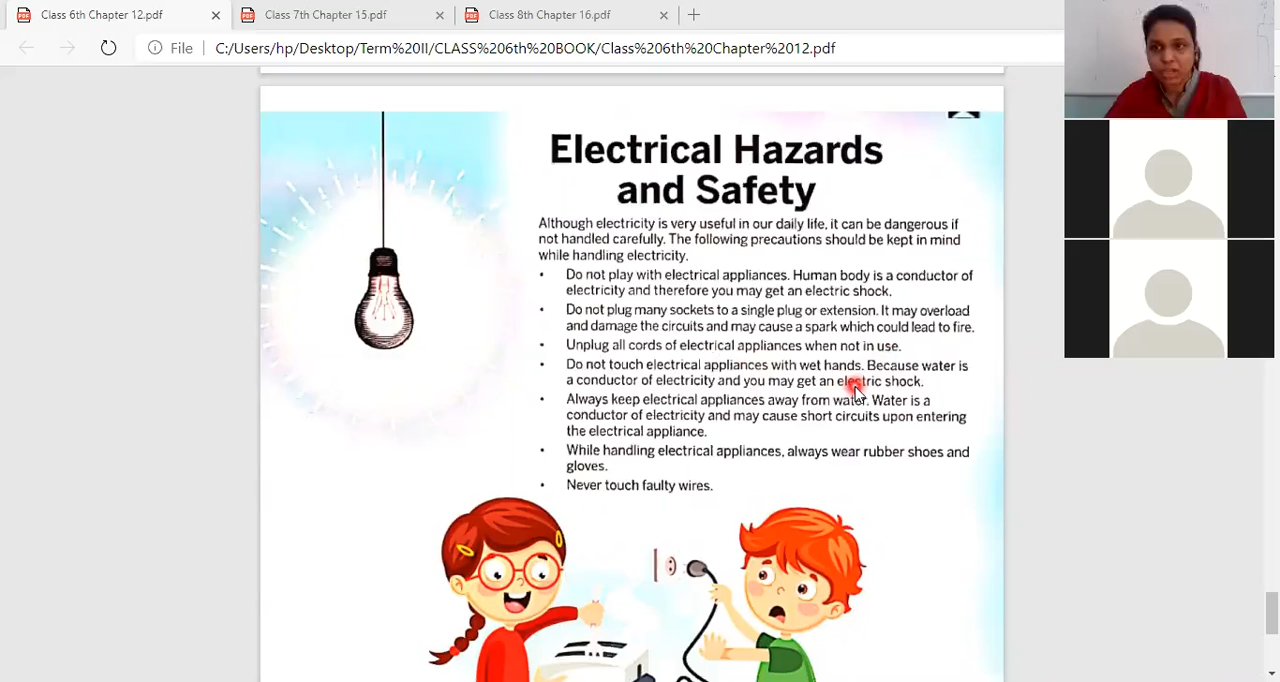 Class 6th Chapter 12.pdf
Class 7th Chapter 15.pdf
Class 8th Chapter 16.pdf
File
C:/Users/hp/Desktop/Term%20II/CLASS%206th%20BOOK/Class%206th%20Chapter%2012.pdf
Electrical Hazards
and Safety
Although electricity is very useful in our daily life, it can be dangerous if
not handled carefully. The following precautions should be kept in mind
while handling electricity.
• Do not play with electrical appliances. Human body is a conductor of
electricity and therefore you may get an electric shock.
• Do not plug many sockets to a single plug or extension. It may overload
and damage the circuits and may cause a spark which could lead to fire.
• Unplug all cords of electrical appliances when not in use.
• Do not touch electrical appliances with wet hands. Because water is
a conductor of electricity and you may get an electric shock.
• Always keep electrical appliances away from water. Water is a
conductor of electricity and may cause short circuits upon entering
the electrical appliance.
• While handling electrical appliances, always wear rubber shoes and
gloves.
• Never touch faulty wires.